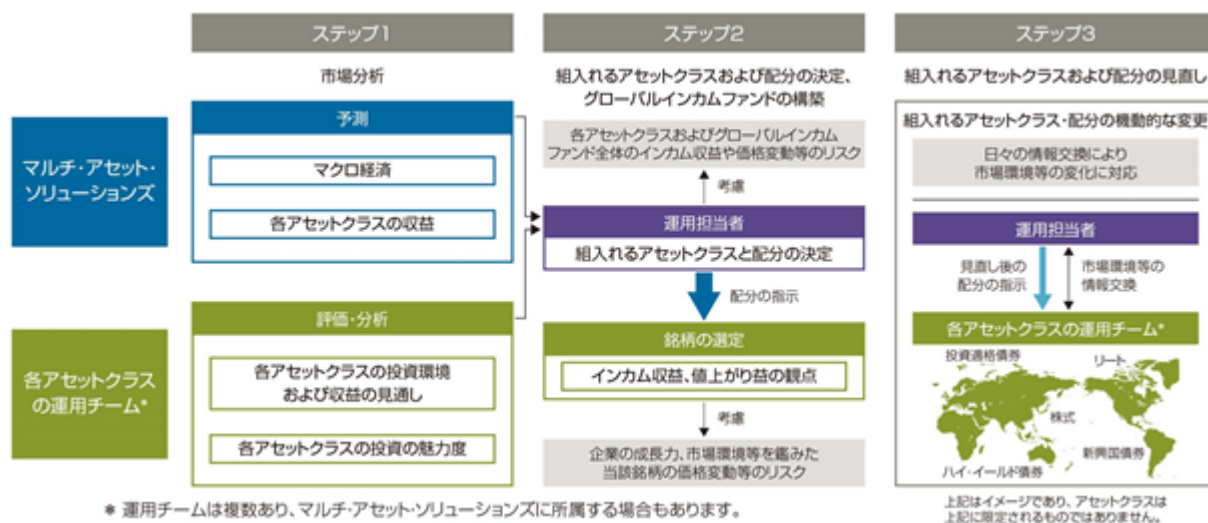 ステップ1
ステップ2
ステップ3
市場分析
組入れるアセットクラスおよび配分の決定、
グローバルインカムファンドの構築
組入れるアセットクラスおよび配分の見直し
マルチ・アセット・
ソリューションズ
予測
マクロ経済
各アセットクラスの収益
各アセットクラスおよびグローバルインカム
ファンド全体のインカム収益や価格変動等のリスク
考慮
運用担当者
組入れるアセットクラスと配分の決定
配分の指示
組入れるアセットクラス・配分の機動的な変更
日々の情報交換により
市場環境等の変化に対応
運用担当者
見直し後の
配分の指示
市場環境等の
情報交換
各アセットクラス
の運用チーム*
評価・分析
各アセットクラスの投資環境
および収益の見通し
各アセットクラスの投資の魅力度
銘柄の選定
インカム収益、値上がり益の観点
考慮
企業の成長力、市場環境等を鑑みた
当該銘柄の価格変動等のリスク
各アセットクラスの運用チーム*
投資適格債券
リート
株式
新興国債券
ハイ・イールド債券
* 運用チームは複数あり、マルチ・アセット・ソリューションズに所属する場合もあります。
上記はイメージであり、アセットクラスは
上記に限定されるものではありません。